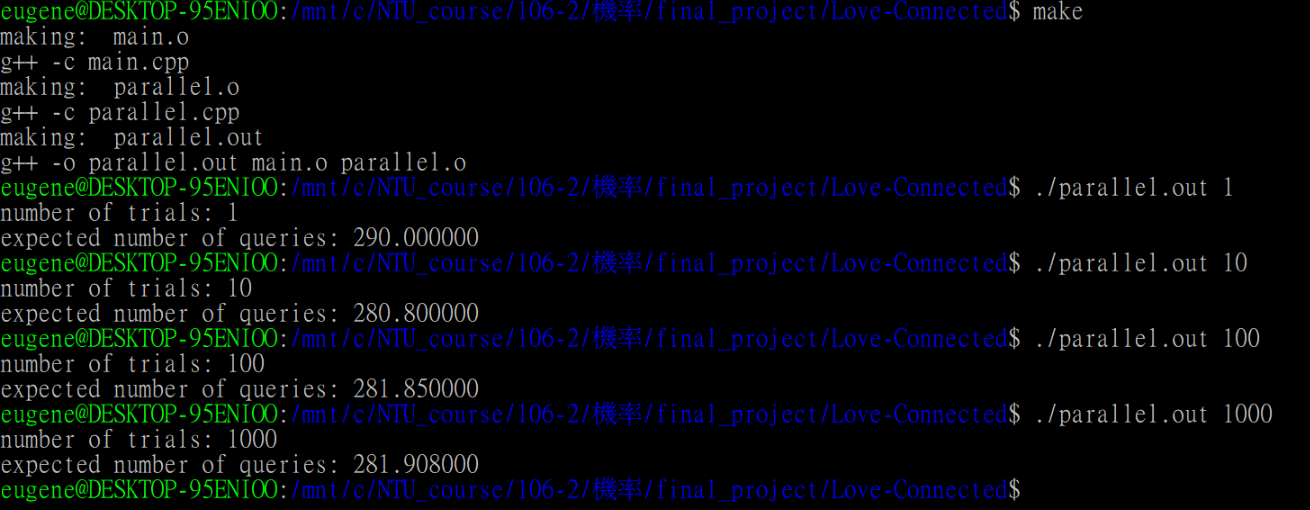 eugene@DESKTOP-95ENIOO:/mnt/c/NTU_course/106-2/機率/final_project/Love-Connected$ make
making:  main.o
g++ -c main.cpp
making:  parallel.o
g++ -c parallel.cpp
making:  parallel.out
g++ -o parallel.out main.o parallel.o
eugene@DESKTOP-95ENIOO:/mnt/c/NTU_course/106-2/機率/final_project/Love-Connected$ ./parallel.out 1
number of trials: 1
expected number of queries: 290.000000
eugene@DESKTOP-95ENIOO:/mnt/c/NTU_course/106-2/機率/final_project/Love-Connected$ ./parallel.out 10
number of trials: 10
expected number of queries: 280.800000
eugene@DESKTOP-95ENIOO:/mnt/c/NTU_course/106-2/機率/final_project/Love-Connected$ ./parallel.out 100
number of trials: 100
expected number of queries: 281.850000
eugene@DESKTOP-95ENIOO:/mnt/c/NTU_course/106-2/機率/final_project/Love-Connected$ ./parallel.out 1000
number of trials: 1000
expected number of queries: 281.908000
eugene@DESKTOP-95ENIOO:/mnt/c/NTU_course/106-2/機率/final_project/Love-Connected$